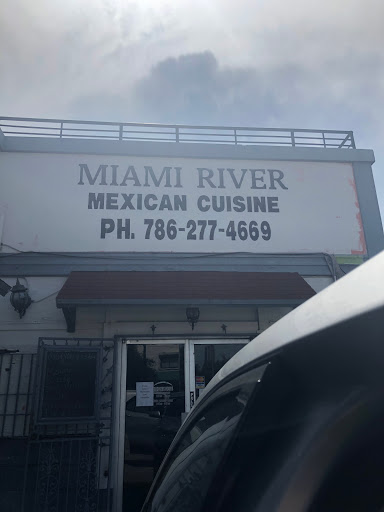 MIAMI RIVER
MEXICAN CUISINE
PH. 786-277-4669